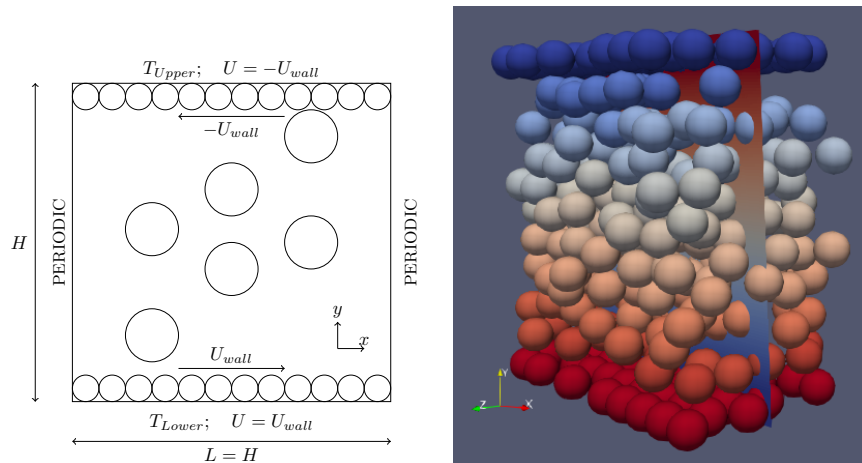 T_{Upper}; U = -U_{wall}
-U_{wall}
PERIODIC
PERIODIC
H
y
x
U_{wall}
T_{Lower}; U = U_{wall}
L = H
Y
Z
X